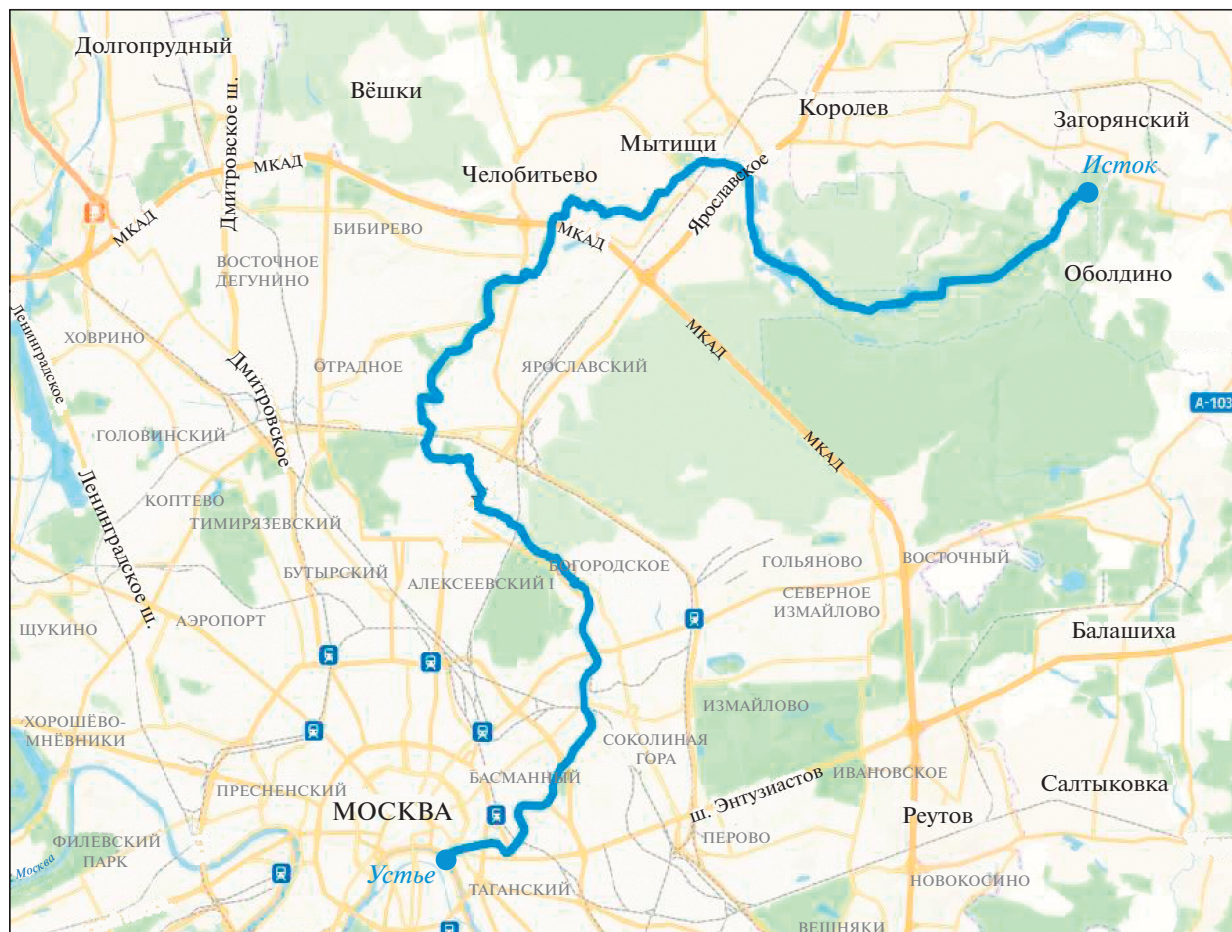 Долгопрудный
Вёшки
Дмитровское ш.
Королев
Загорянский
Мытищи
МКАД
Челобитьево
Исток
Ярославское
МКАД
БИБИРЕВО
МКАД
ВОСТОЧНОЕ
ДЕГУНИНО
Оболдино
Ленинградское
ХОВРИНО
МКАД
ОТРАДНОЕ
ЯРОСЛАВСКИЙ
Дмитровское
А-103
ГОЛОВИНСКИЙ
МКАД
КОПТЕВО
Ленинградское ш.
ТИМИРЯЗЕВСКИЙ
БУТЫРСКИЙ
АЛЕКСЕЕВСКИЙ I
БОГОРОДСКОЕ
ГОЛЬЯНОВО
ВОСТОЧНЫЙ
СЕВЕРНОЕ
ИЗМАЙЛОВО
ЩУКИНО
АЭРОПОРТ
Балашиха
ИЗМАЙЛОВО
ХОРОШЁВО-
МНЁВНИКИ
СОКОЛИНАЯ
ГОРА
БАСМАННЫЙ
ПРЕСНЕНСКИЙ
ш. Энтузиастов
ИВАНОВСКОЕ
Салтыковка
МОСКВА
Реутов
ПЕРОВО
ФИЛЕВСКИЙ
ПАРК
Москва
Устье
ТАГАНСКИЙ
НОВОКОСИНО
ВЕШНЯКИ